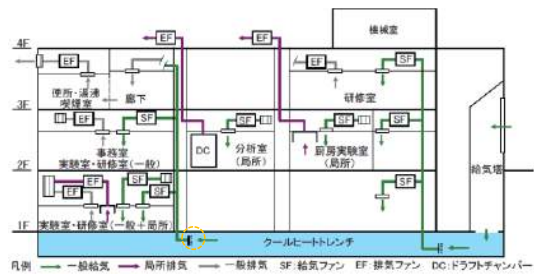 機械室
EF
EF
4F
EF
EF
SF
便所・湯沸
喫煙室
廊下
研修室
3F
EF
SF
SF
SF
事務室
実験室・研修室(一般)
DC
分析室
(局所)
厨房実験室
(局所)
給気塔
2F
EF
EF
SF
SF
SF
実験室・研修室(一般+局所)
1F
クールヒートトレンチ
凡例 一般給気 局所排気 一般排気 SF:給気ファン EF:排気ファン DC:ドラフトチャンバー